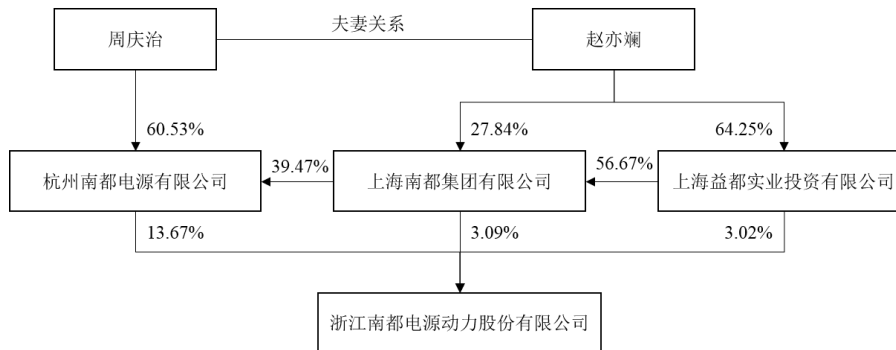 夫妻关系
周庆治
赵亦斓
60.53%
27.84%
64.25%
杭州南都电源有限公司
39.47%
上海南都集团有限公司
56.67%
上海益都实业投资有限公司
13.67%
3.09%
3.02%
浙江南都电源动力股份有限公司